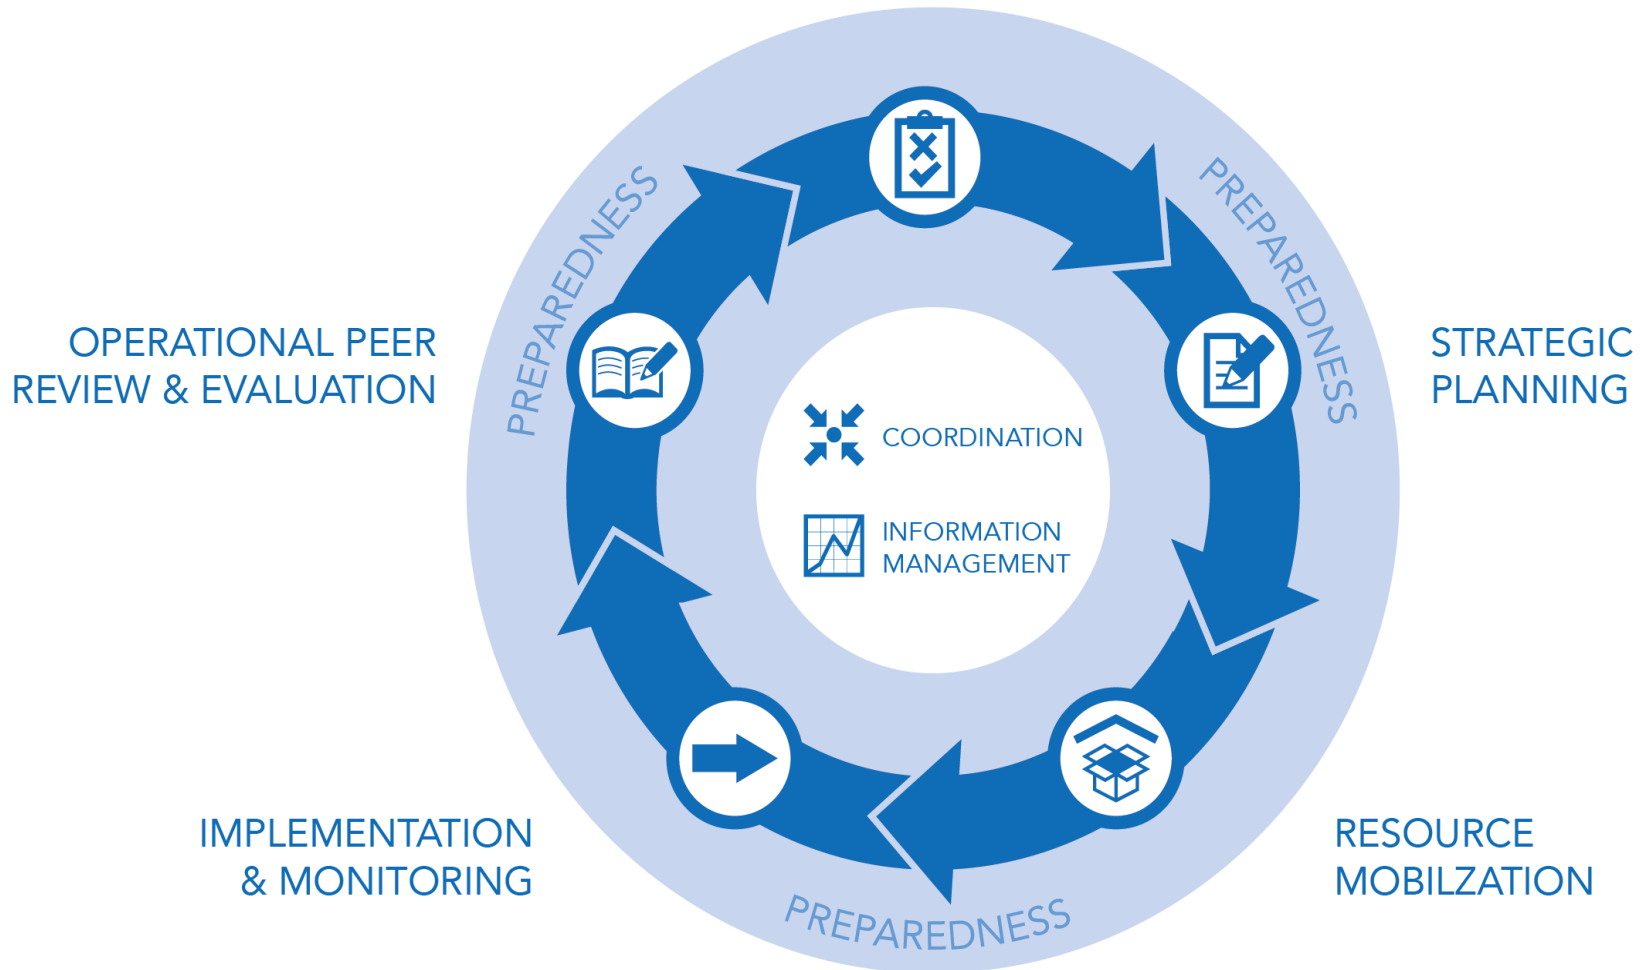 PREPAREDNESS
PREPAREDNESS
OPERATIONAL PEER
REVIEW & EVALUATION
STRATEGIC
PLANNING
COORDINATION
INFORMATION
MANAGEMENT
IMPLEMENTATION
& MONITORING
RESOURCE
MOBILZATION
PREPAREDNESS